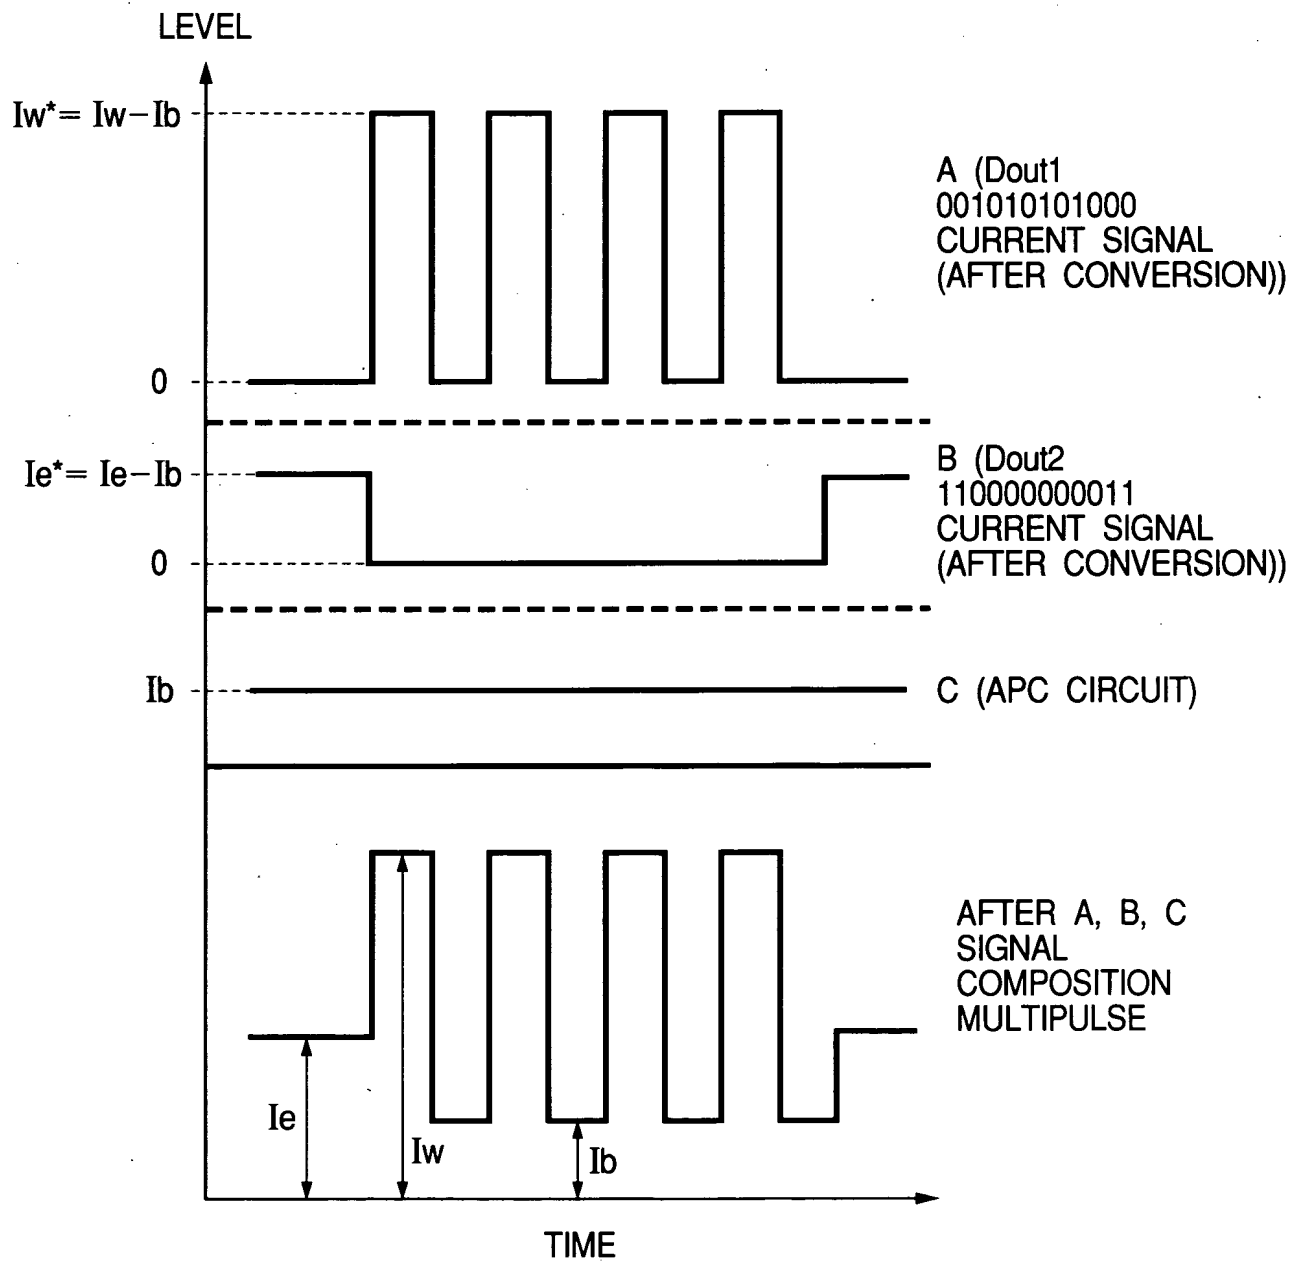 LEVEL
Iw*= Iw-Ib
A (Dout1
001010101000
CURRENT SIGNAL
(AFTER CONVERSION))
0
Ie*= Ie-Ib
B (Dout2
110000000011
CURRENT SIGNAL
(AFTER CONVERSION))
0
Ib
C (APC CIRCUIT)
AFTER A, B, C
SIGNAL
COMPOSITION
MULTIPULSE
Ie
Iw
Ib
TIME